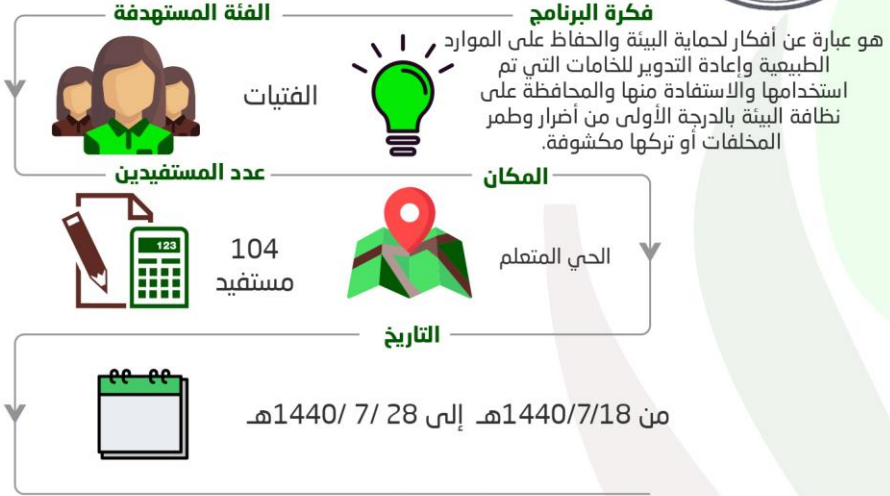 فكرة البرنامج
هو عبارة عن أفكار لحماية البيئة والحفاظ على الموارد
الطبيعية وإعادة التدوير للخامات التي تم
استخدامها والاستفادة منها والمحافظة على
نظافة البيئة بالدرجة الأولى من أضرار وطمر
المخلفات أو تركها مكشوفة.
الفئة المستهدفة
الفتيات
المكان
الحي المتعلم
عدد المستفيدين
123
104
مستفيد
التاريخ
من 1440/7/18هـ إلى 28 /7 /1440هـ